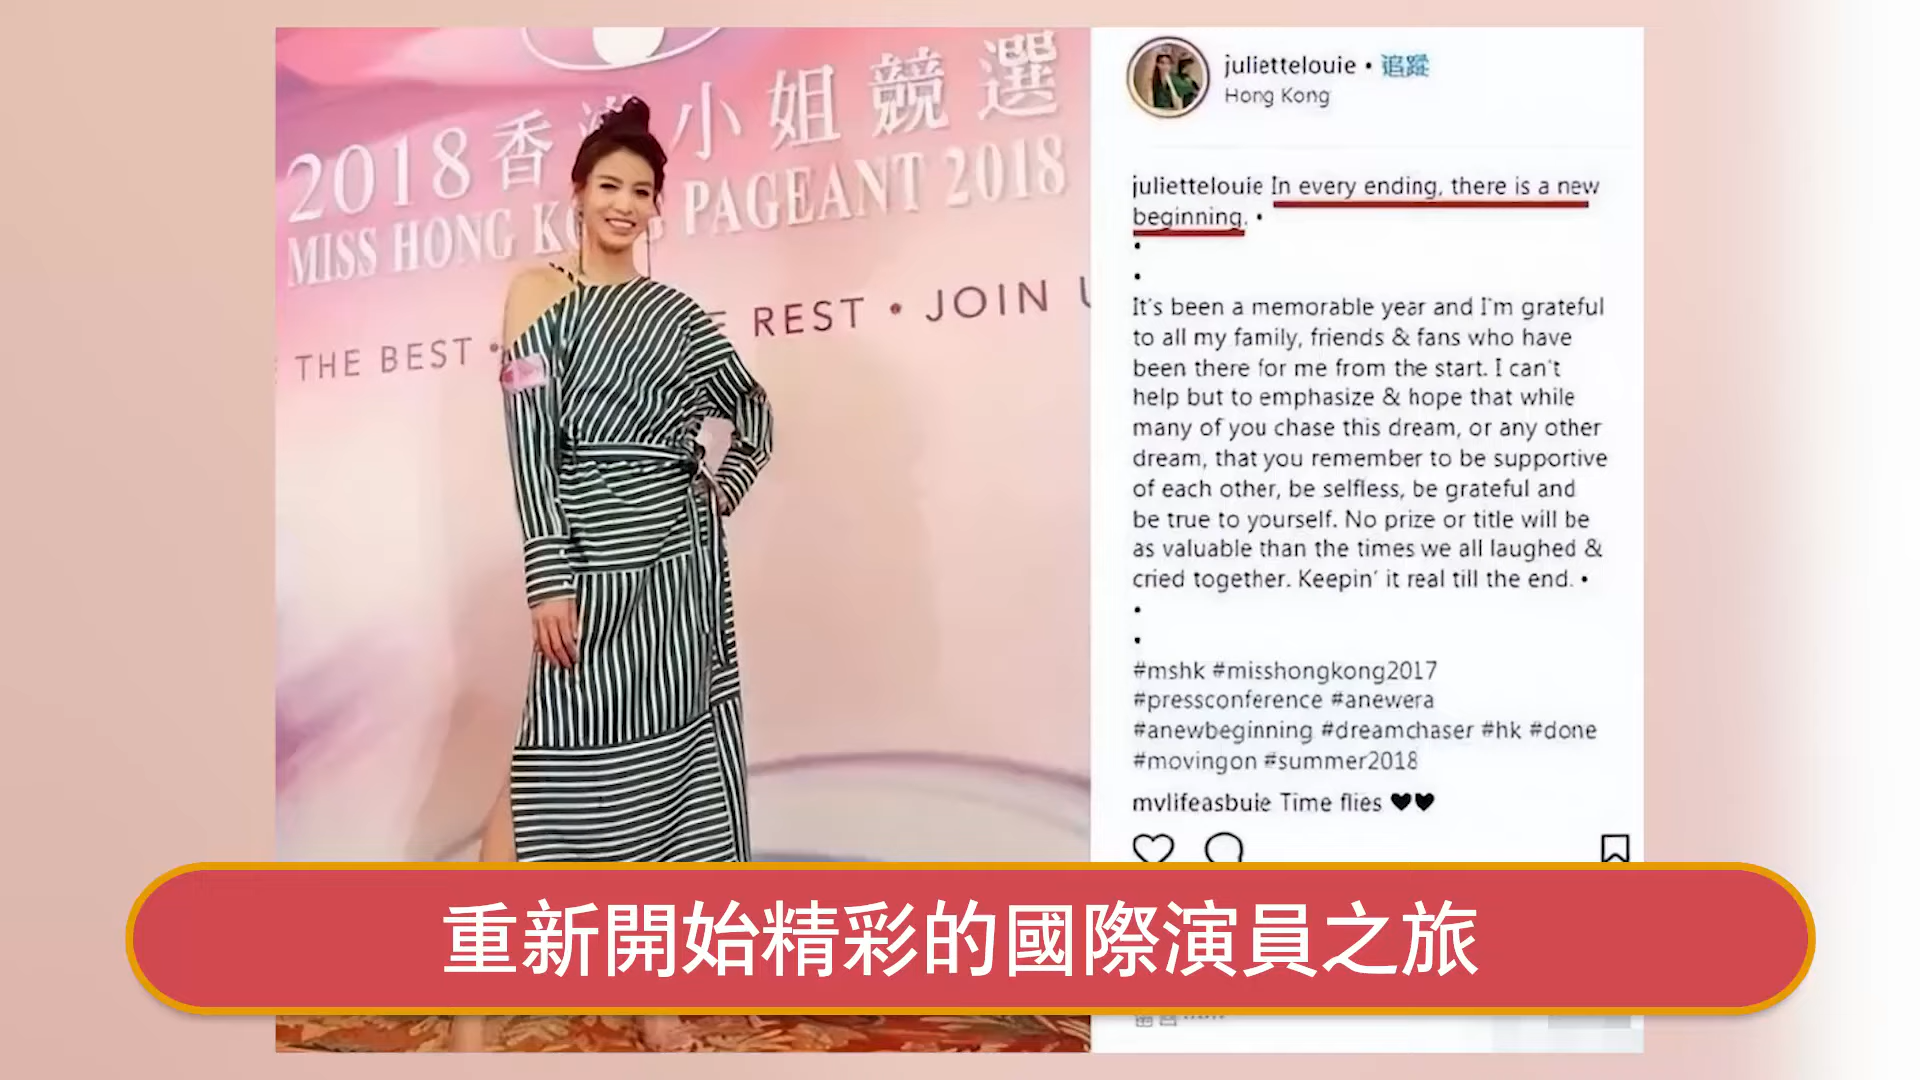 2018香港小姐競選
MISS HONG KONG PAGEANT 2018
THE BEST • REST • JOIN
juliettelouie • 追蹤
Hong Kong
juliettelouie In every ending, there is a new
beginning. •
•
•
It's been a memorable year and I'm grateful
to all my family, friends & fans who have
been there for me from the start. I can't
help but to emphasize & hope that while
many of you chase this dream, or any other
dream, that you remember to be supportive
of each other, be selfless, be grateful and
be true to yourself. No prize or title will be
as valuable than the times we all laughed &
cried together. Keepin' it real till the end. •
•
•
#mshk #misshongkong2017
#pressconference #anewera
#anewbeginning #dreamchaser #hk #done
#movingon #summer2018
mvlifeasbuie Time flies ♥♥
重新開始精彩的國際演員之旅